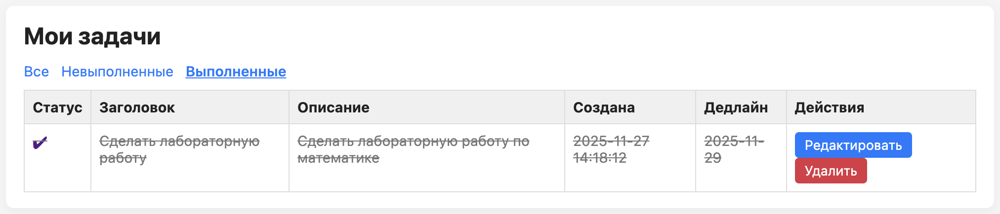 Мои задачи
Все Невыполненные Выполненные
Статус Заголовок Описание Создана Дедлайн Действия
✔ Сделать лабораторную Сделать лабораторную работу по 2025-11-27 2025-11- Редактировать
работу математике 14:18:12 29
Удалить